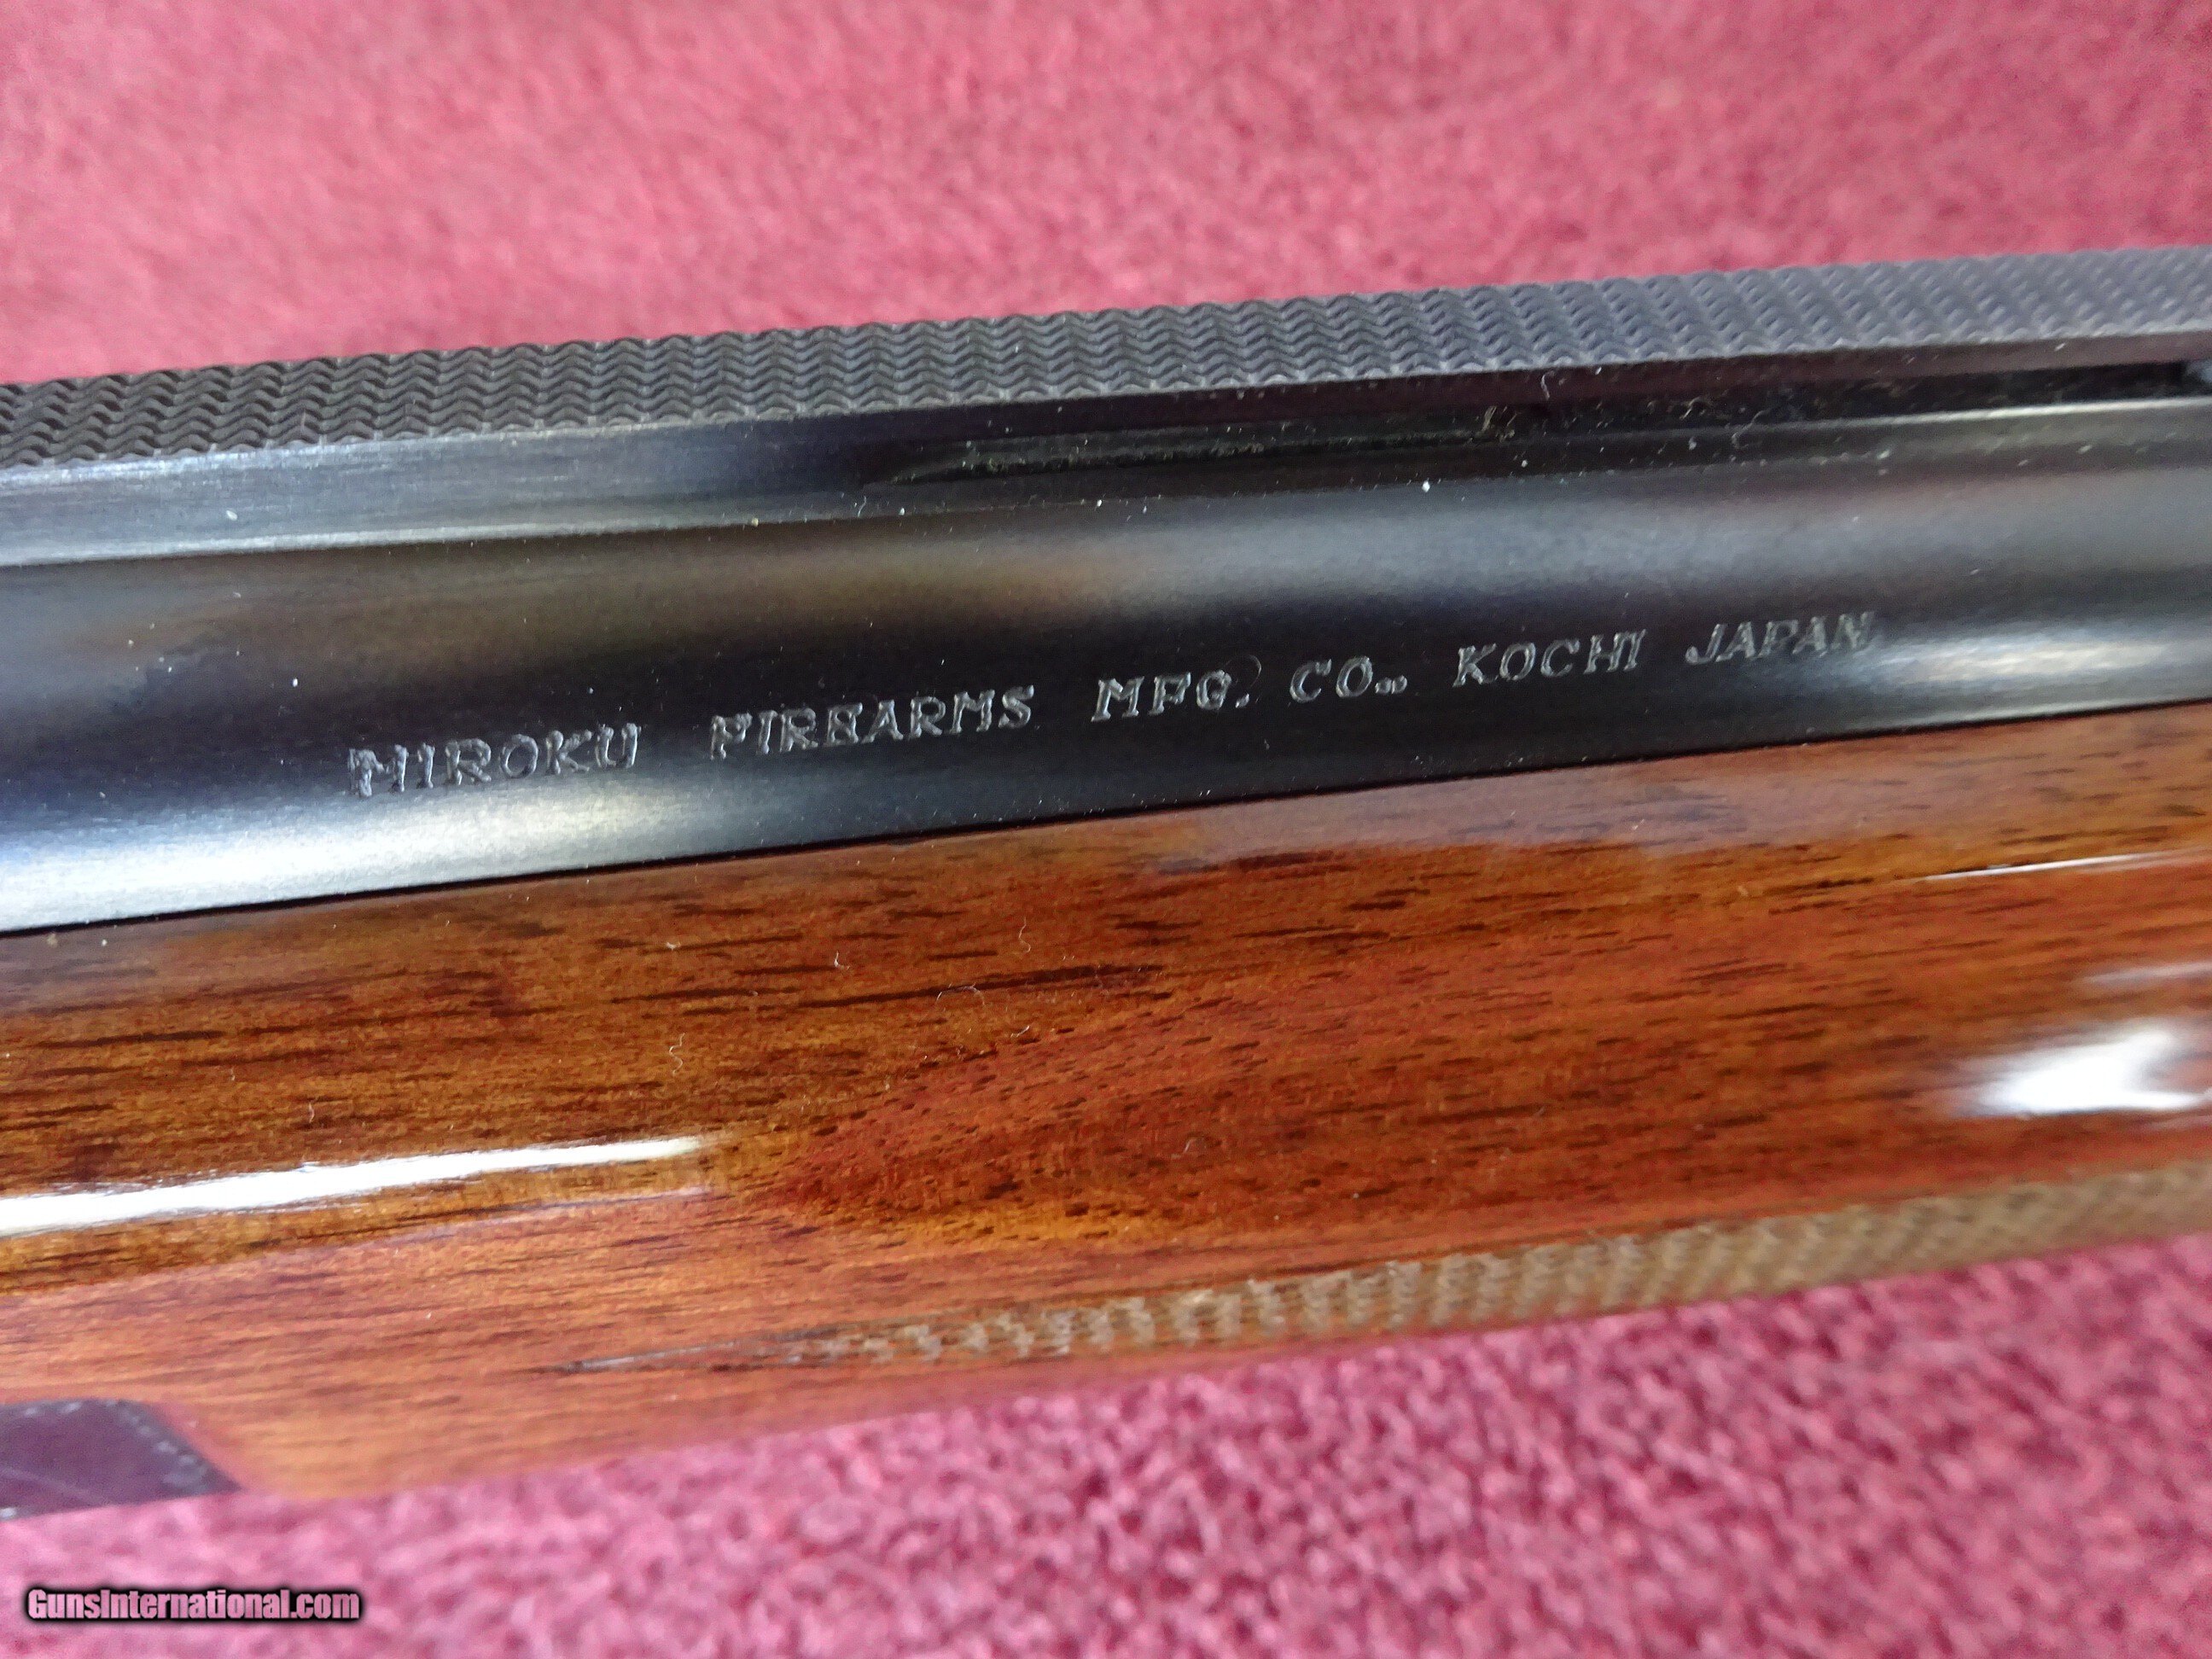 MIROKU FIREARMS MFG. CO.. KOCHI JAPAN
GunsInternational.com